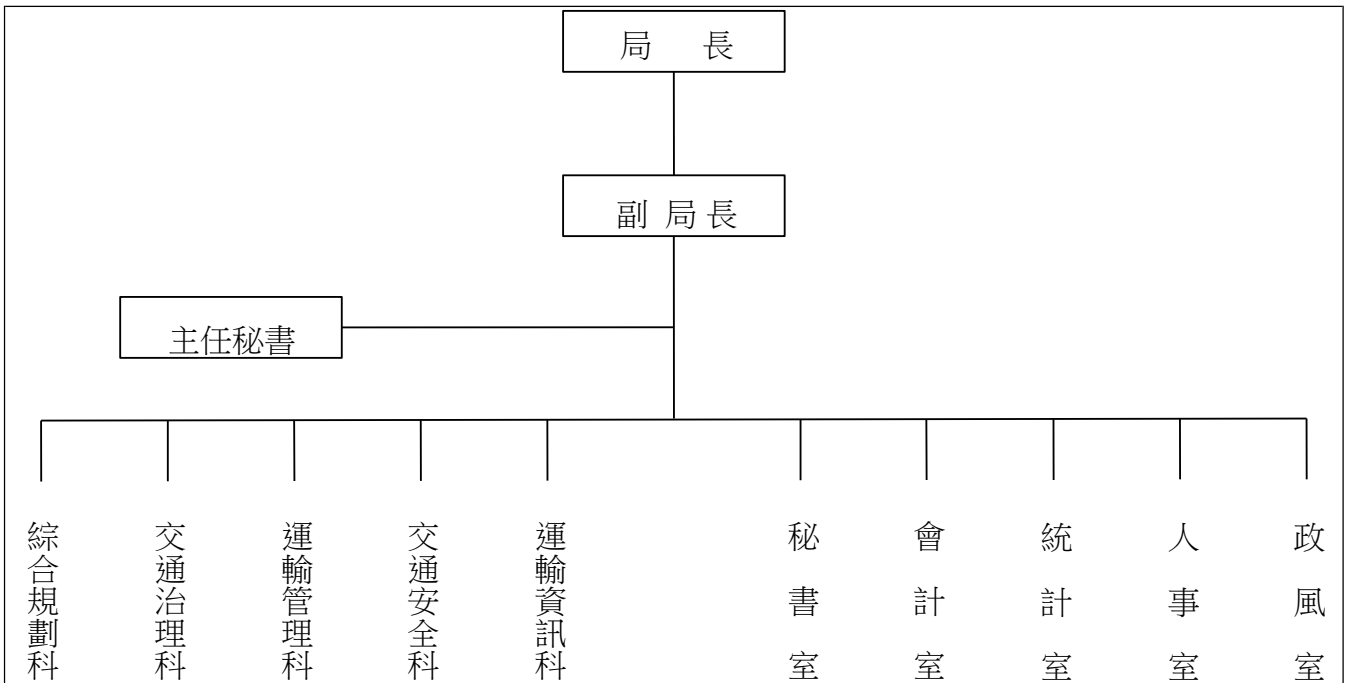 局長
副局長
主任秘書
綜合規劃科
交通治理科
運輸管理科
交通安全科
運輸資訊科
秘書室
會計室
統計室
人事室
政風室